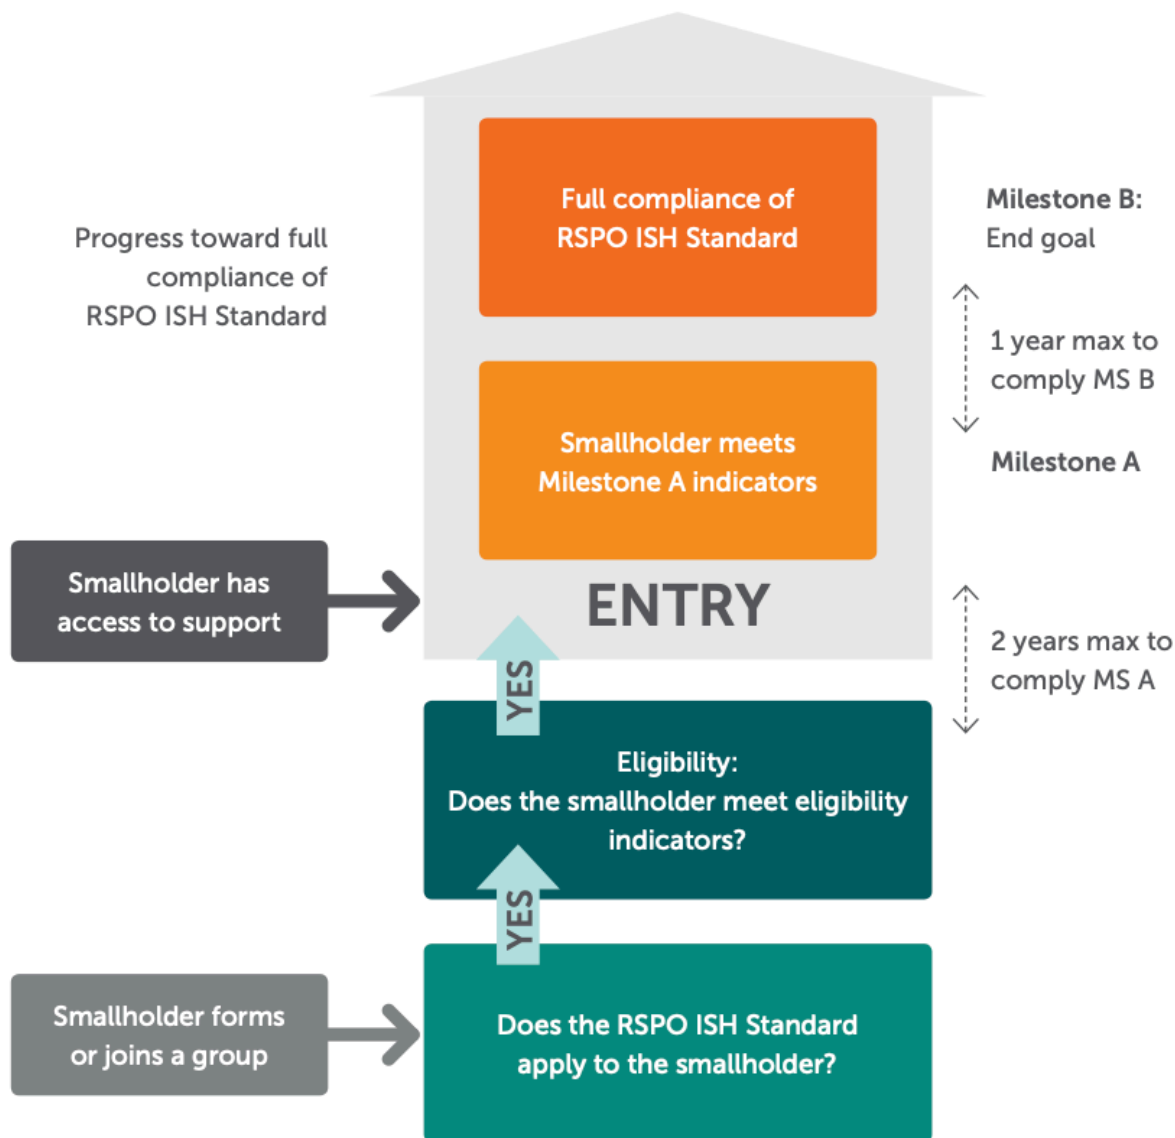 Full compliance of
RSPO ISH Standard
Milestone B:
End goal
Progress toward full
compliance of
RSPO ISH Standard
1 year max to
comply MS B
Smallholder meets
Milestone A indicators
Milestone A
Smallholder has
access to support
ENTRY
2 years max to
comply MS A
YES
Eligibility:
Does the smallholder meet eligibility
indicators?
YES
Smallholder forms
or joins a group
Does the RSPO ISH Standard
apply to the smallholder?